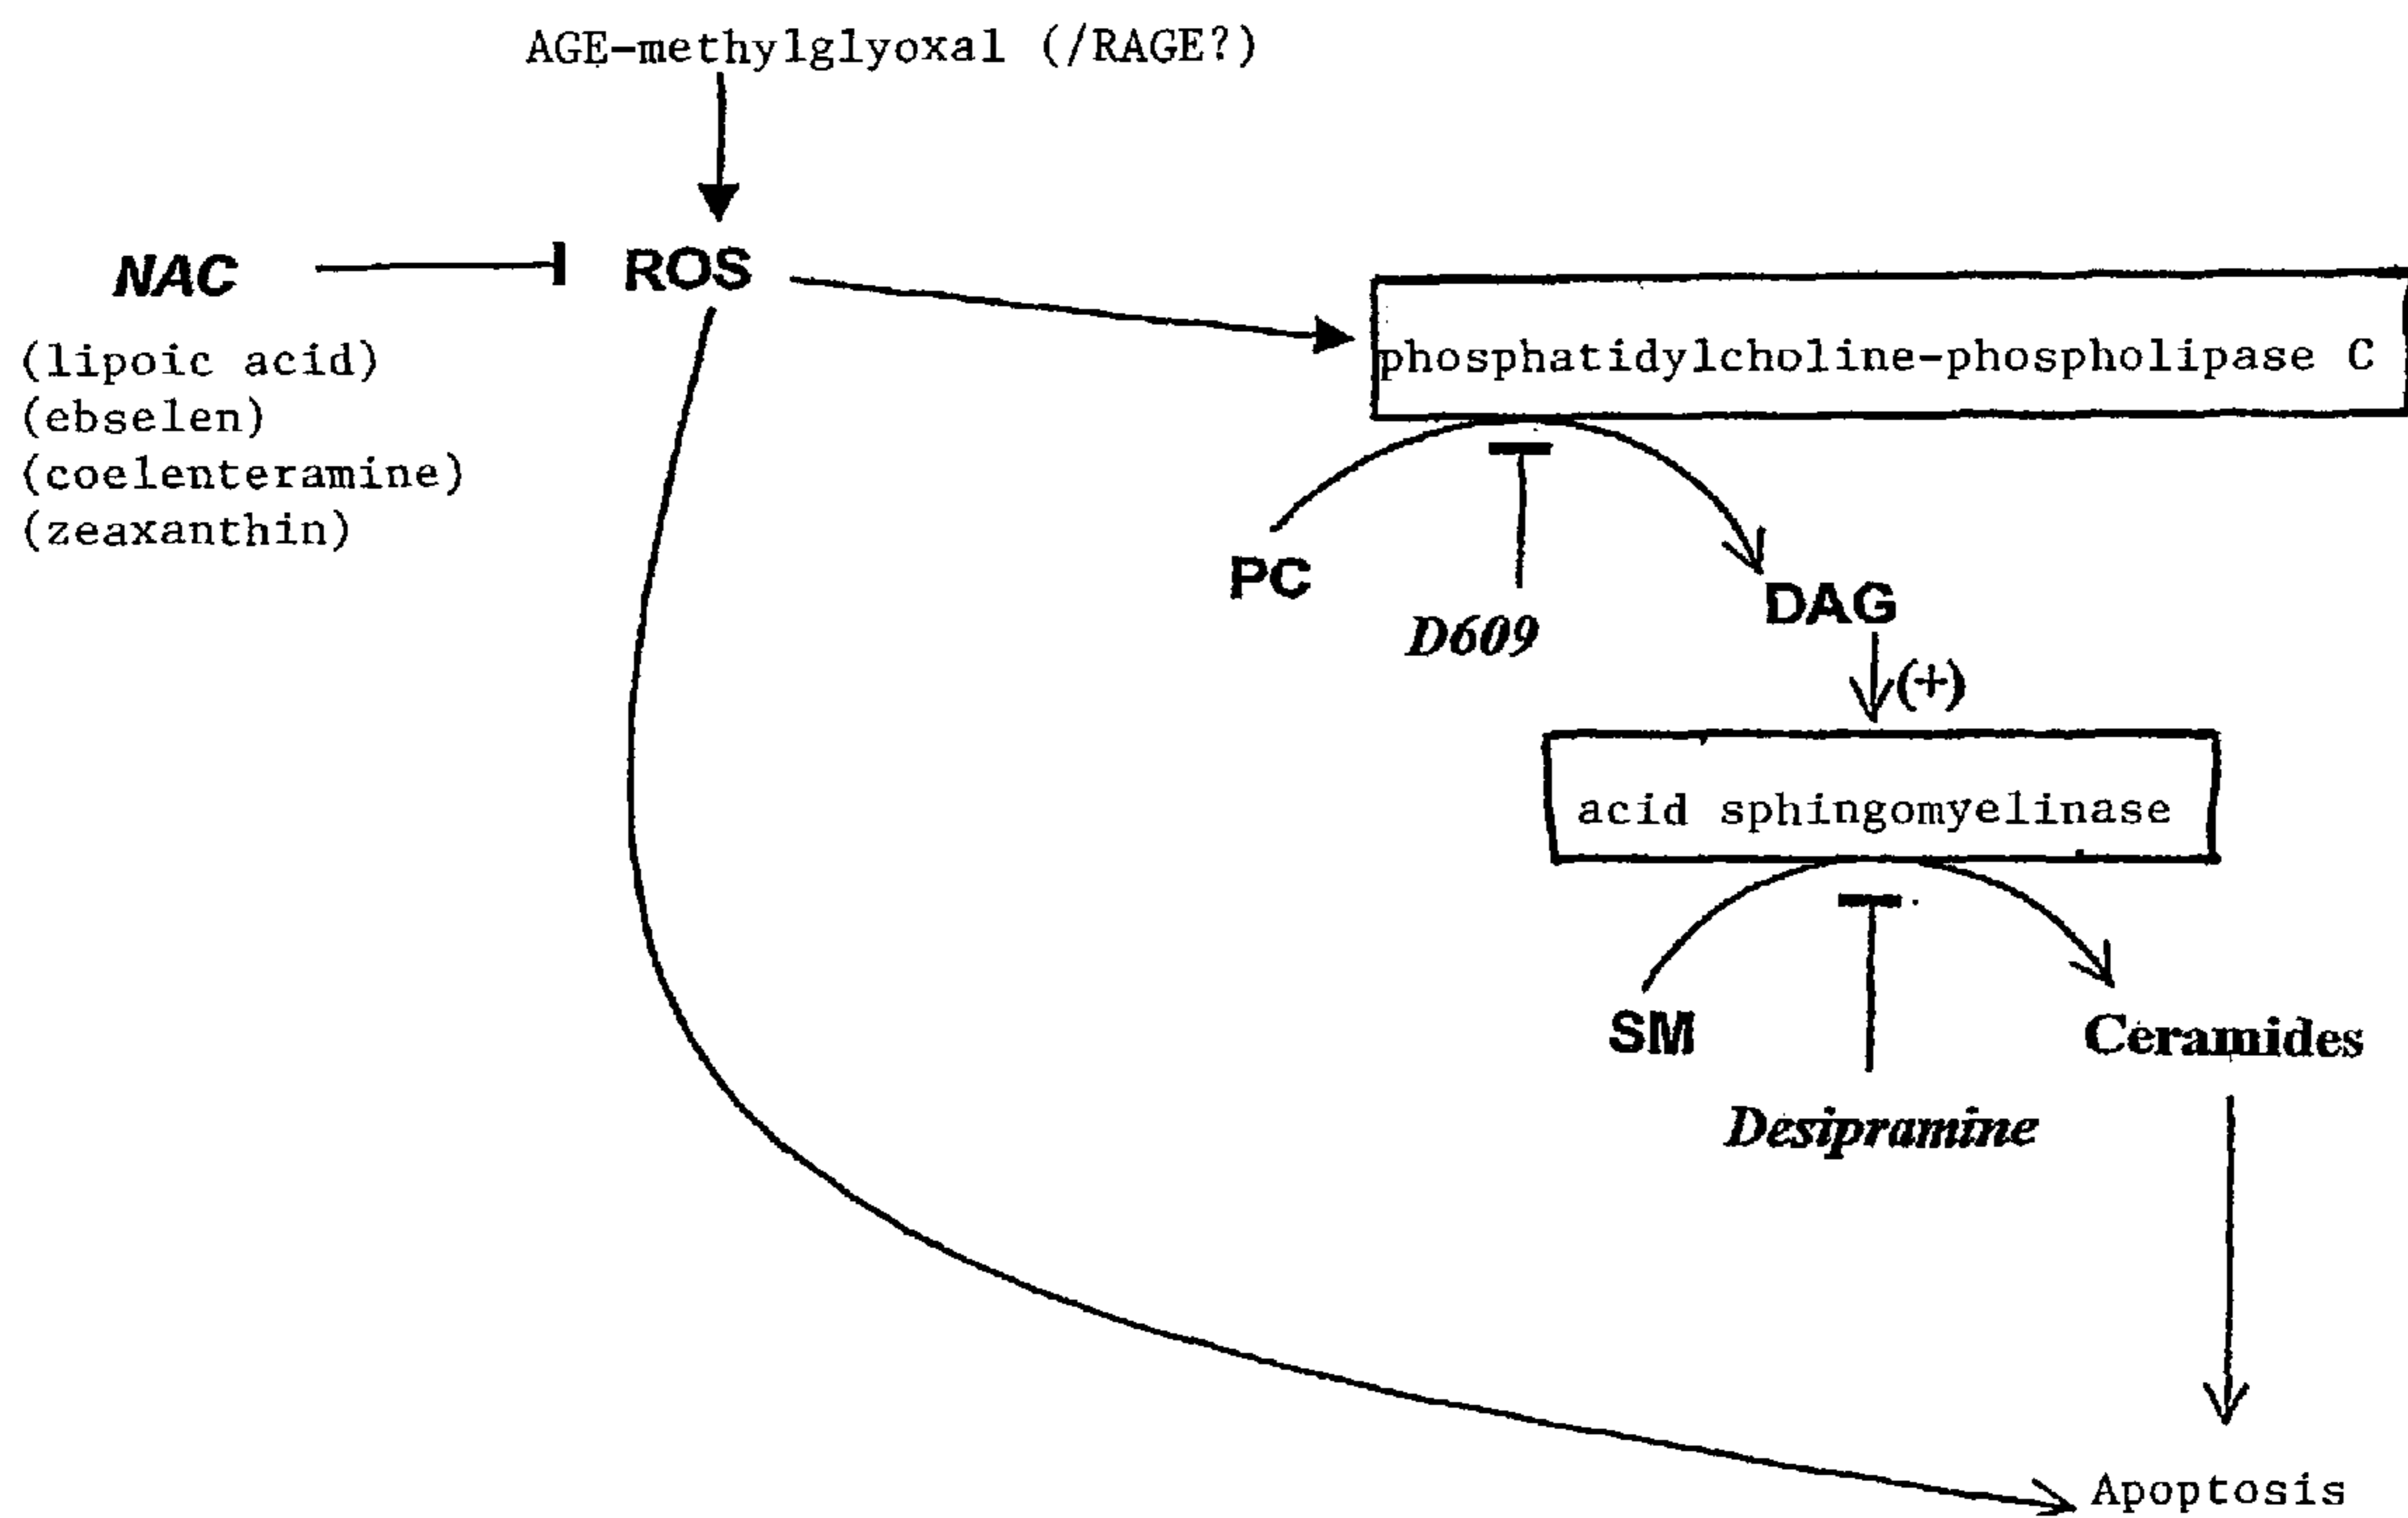 AGE-methylglyoxal (/RAGE?)
NAC
ROS
(lipoic acid)
(ebselen)
(coelenteramine)
(zeaxanthin)
phosphatidylcholine-phospholipase C
PC
D609
DAG
(+)
acid sphingomyelinase
SM
Ceramides
Desipramine
Apoptosis